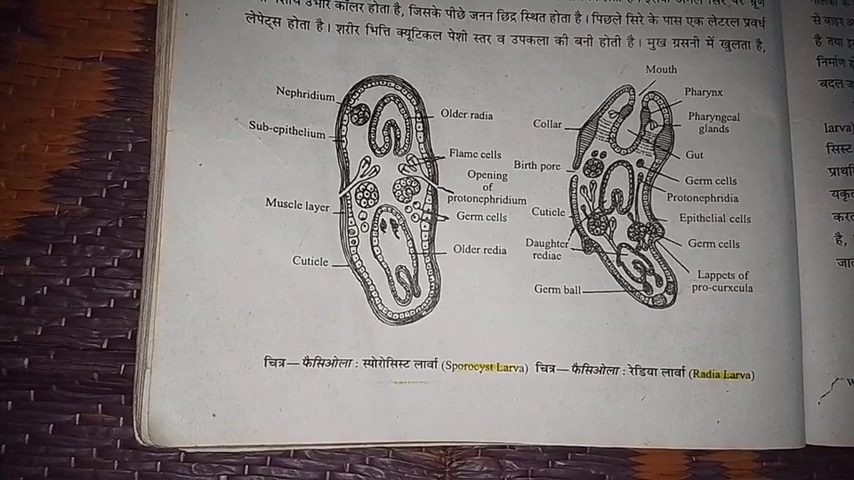 उभार कॉलर होता है, जिसके पीछे जनन छिद्र स्थित होता है। पिछले सिरे के पास एक लेटरल प्रवर्ध
लेपेट्स होता है। शरीर भित्ति क्यूटिकल पेशी स्तर व उपकला की बनी होती है। मुख ग्रसनी में खुलता है,
Nephridium
Sub-epithelium
Muscle layer
Cuticle
Older radia
Flame cells
Opening
of
protonephridium
Germ cells
Older redia
Mouth
Collar
Birth pore
Cuticle
Daughter
rediae
Germ ball
Pharynx
Pharyngeal
glands
Gut
Germ cells
Protonephridia
Epithelial cells
Germ cells
Lappets of
pro-curxcula
चित्र—फैसिओला : स्पोरोसिस्ट लार्वा (Sporocyst Larva)
चित्र—फैसिओला : रेडिया लार्वा (Radia Larva)
से बाहर
है तथा
निर्माण
बदल
larva)
सिस्ट